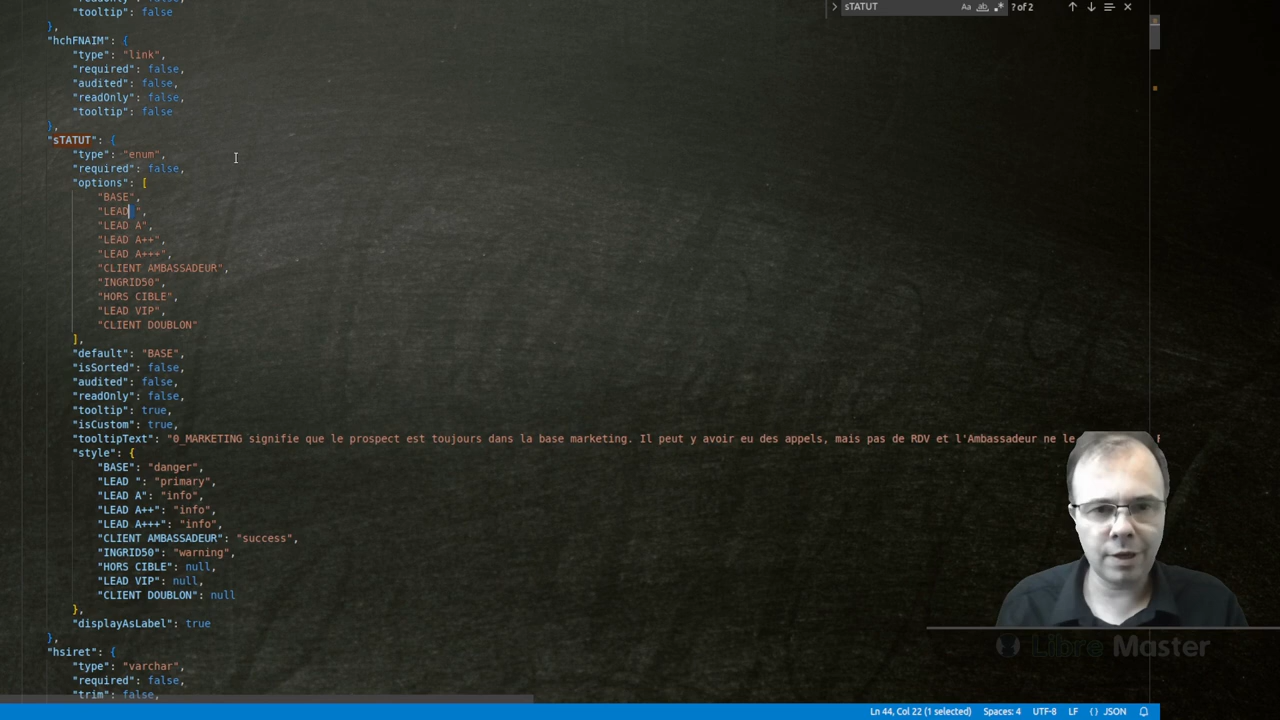 "readOnly": false,
"tooltip": false
},
"hchFNAIM": {
"type": "link",
"required": false,
"audited": false,
"readOnly": false,
"tooltip": false
},
"sTATUT": {
"type": "enum",
"required": false,
"options": [
"BASE",
"LEAD ",
"LEAD A",
"LEAD A++",
"LEAD A+++",
"CLIENT AMBASSADEUR",
"INGRID50",
"HORS CIBLE",
"LEAD VIP",
"CLIENT DOUBLON"
],
"default": "BASE",
"isSorted": false,
"audited": false,
"readOnly": false,
"tooltip": true,
"isCustom": true,
"tooltipText": "0_MARKETING signifie que le prospect est toujours dans la base marketing. Il peut y avoir eu des appels, mais pas de RDV et l'Ambassadeur ne le
"style": {
"BASE": "danger",
"LEAD ": "primary",
"LEAD A": "info",
"LEAD A++": "info",
"LEAD A+++": "info",
"CLIENT AMBASSADEUR": "success",
"INGRID50": "warning",
"HORS CIBLE": null,
"LEAD VIP": null,
"CLIENT DOUBLON": null
},
"displayAsLabel": true
},
"hsiret": {
"type": "varchar",
"required": false,
"trim": false,
sTATUT Aa ab .* ? of 2
Libre Master
Ln 44, Col 22 (1 selected) Spaces: 4 UTF-8 LF {} JSON